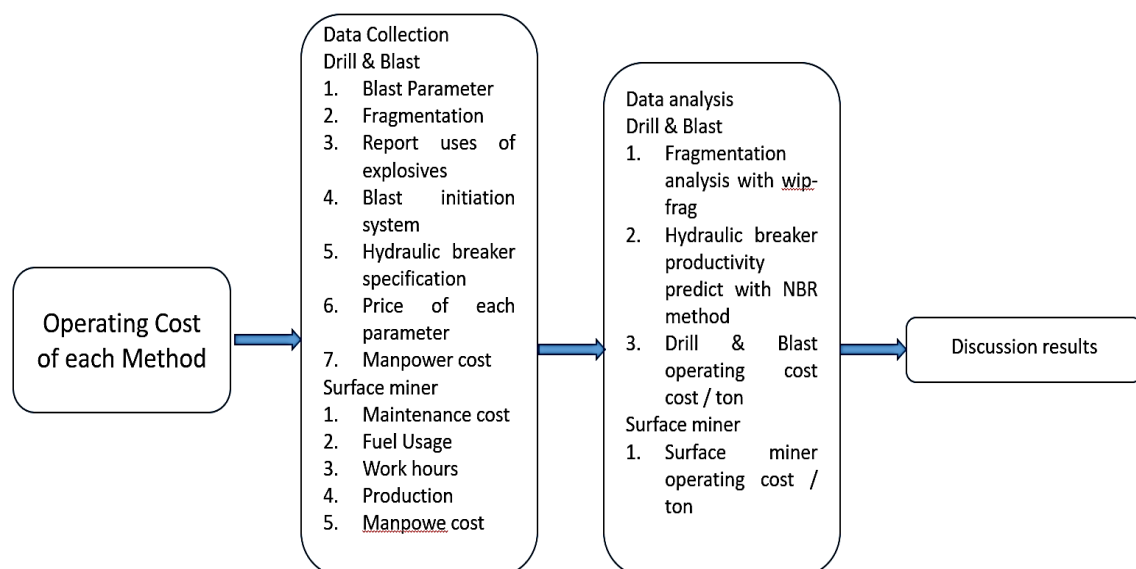 Operating Cost
of each Method
Data Collection
Drill & Blast
1. Blast Parameter
2. Fragmentation
3. Report uses of
explosives
4. Blast initiation
system
5. Hydraulic breaker
specification
6. Price of each
parameter
7. Manpower cost
Surface miner
1. Maintenance cost
2. Fuel Usage
3. Work hours
4. Production
5. Manpowe cost
Data analysis
Drill & Blast
1. Fragmentation
analysis with wip-
frag
2. Hydraulic breaker
productivity
predict with NBR
method
3. Drill & Blast
operating cost
cost / ton
Surface miner
1. Surface miner
operating cost /
ton
Discussion results